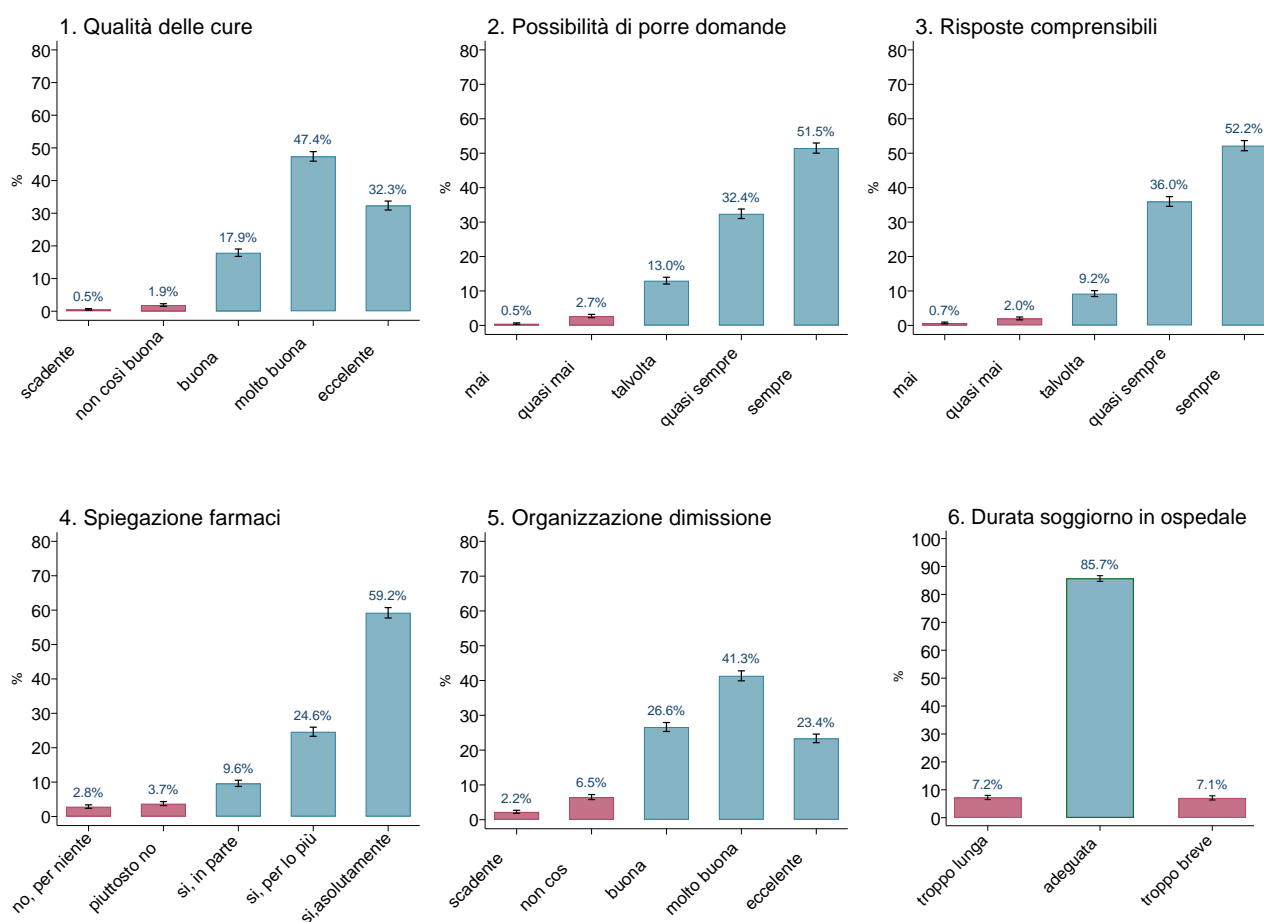 1. Qualità delle cure
80
70
60
50
40
30
20
10
0
%
0.5%
1.9%
17.9%
47.4%
32.3%
scadente
non così buona
buona
molto buona
eccelente
2. Possibilità di porre domande
80
70
60
50
40
30
20
10
0
%
0.5%
2.7%
13.0%
32.4%
51.5%
mai
quasi mai
talvolta
quasi sempre
sempre
3. Risposte comprensibili
80
70
60
50
40
30
20
10
0
%
0.7%
2.0%
9.2%
36.0%
52.2%
mai
quasi mai
talvolta
quasi sempre
sempre
4. Spiegazione farmaci
80
70
60
50
40
30
20
10
0
%
2.8%
3.7%
9.6%
24.6%
59.2%
no, per niente
piuttosto no
si, in parte
si, per lo più
si,asolutamente
5. Organizzazione dimissione
80
70
60
50
40
30
20
10
0
%
2.2%
6.5%
26.6%
41.3%
23.4%
scadente
non cos
buona
molto buona
eccelente
6. Durata soggiorno in ospedale
100
90
80
70
60
50
40
30
20
10
0
%
7.2%
85.7%
7.1%
troppo lunga
adeguata
troppo breve